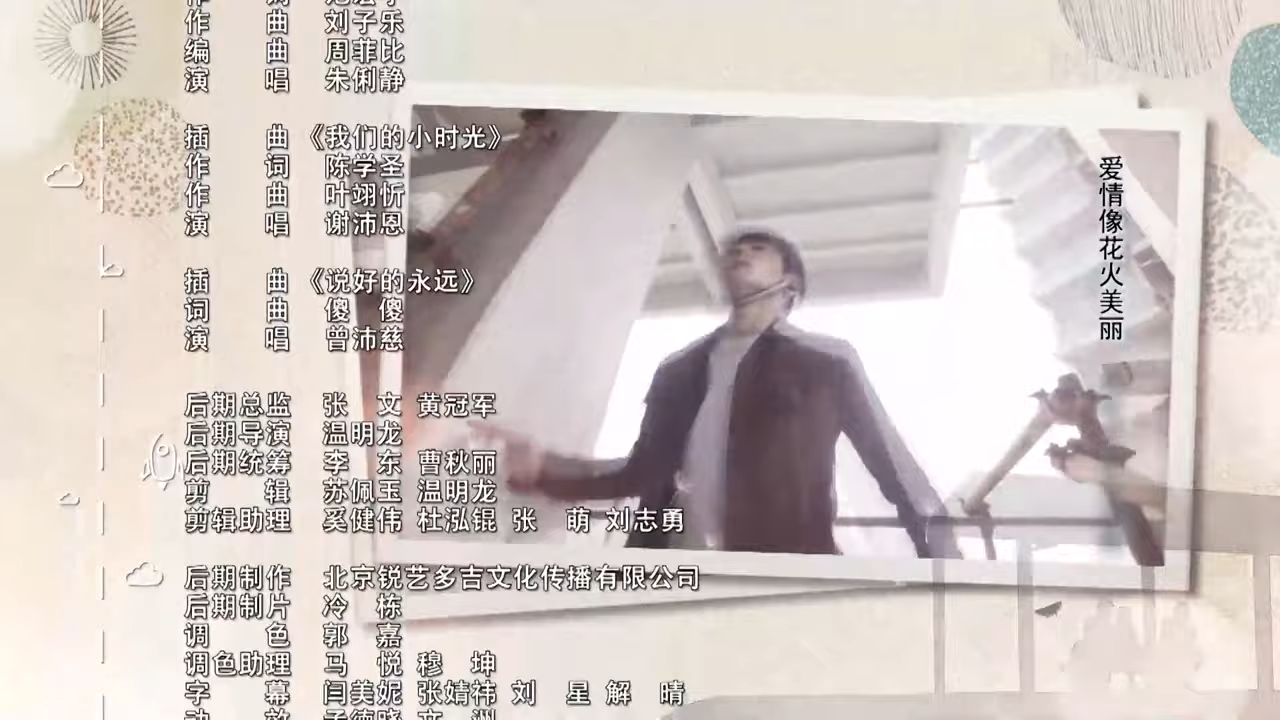 作 曲 刘子乐
编 曲 周菲比
演 唱 朱俐静
插 曲《我们的小时光》
作 词 陈学圣
作 曲 叶翊忻
演 唱 谢沛恩
插 曲《说好的永远》
词 曲 傻 傻
演 唱 曾沛慈
后期总监 张 文 黄冠军
后期导演 温明龙
后期统筹 李 东 曹秋丽
剪 辑 苏佩玉 温明龙
剪辑助理 奚健伟 杜泓锟 张 萌 刘志勇
后期制作 北京锐艺多吉文化传播有限公司
后期制片 冷 栋
调 色 郭 嘉
调色助理 马 悦 穆 坤
字 幕 闫美妮 张婧祎 刘 星 解 晴
爱情像花火美丽